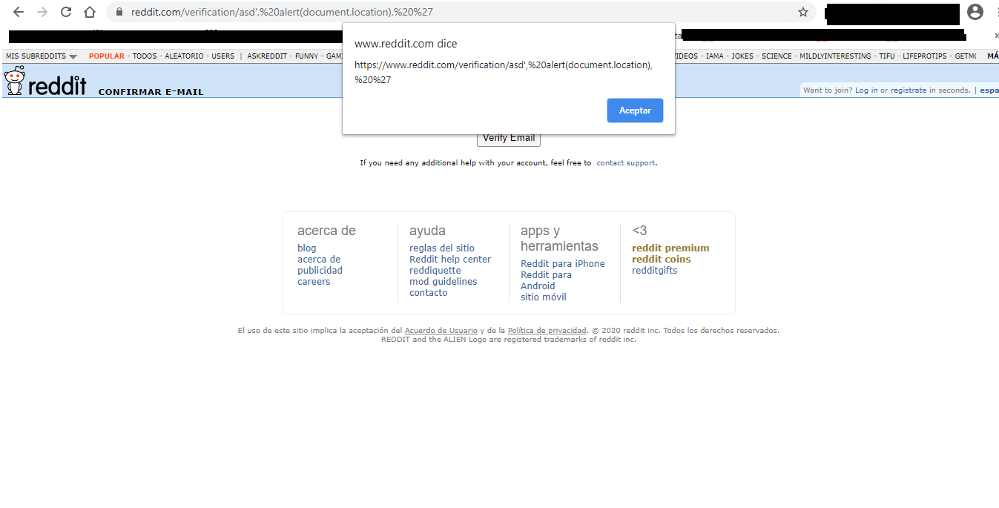 reddit.com/verification/asd',%20alert(document.location),%20%27
www.reddit.com dice
https://www.reddit.com/verification/asd',%20alert(document.location),
%20%27
Aceptar
MIS SUBREDDITS POPULAR - TODOS - ALEATORIO - USERS | ASKREDDIT - FUNNY - GAMI
IDEOS - IAMA - JOKES - SCIENCE - MILDLYINTERESTING - TIFU - LIFEPROTIPS - GETMO MÁ
reddit CONFIRMAR E-MAIL
Want to join? Log in or registrate in seconds. | espa
Verify Email
If you need any additional help with your account, feel free to contact support.
acerca de
blog
acerca de
publicidad
careers
ayuda
reglas del sitio
Reddit help center
reddiquette
mod guidelines
contacto
apps y
herramientas
Reddit para iPhone
Reddit para
Android
sitio móvil
<3
reddit premium
reddit coins
redditgifts
El uso de este sitio implica la aceptación del Acuerdo de Usuario y de la Política de privacidad. © 2020 reddit inc. Todos los derechos reservados.
REDDIT and the ALIEN Logo are registered trademarks of reddit inc.